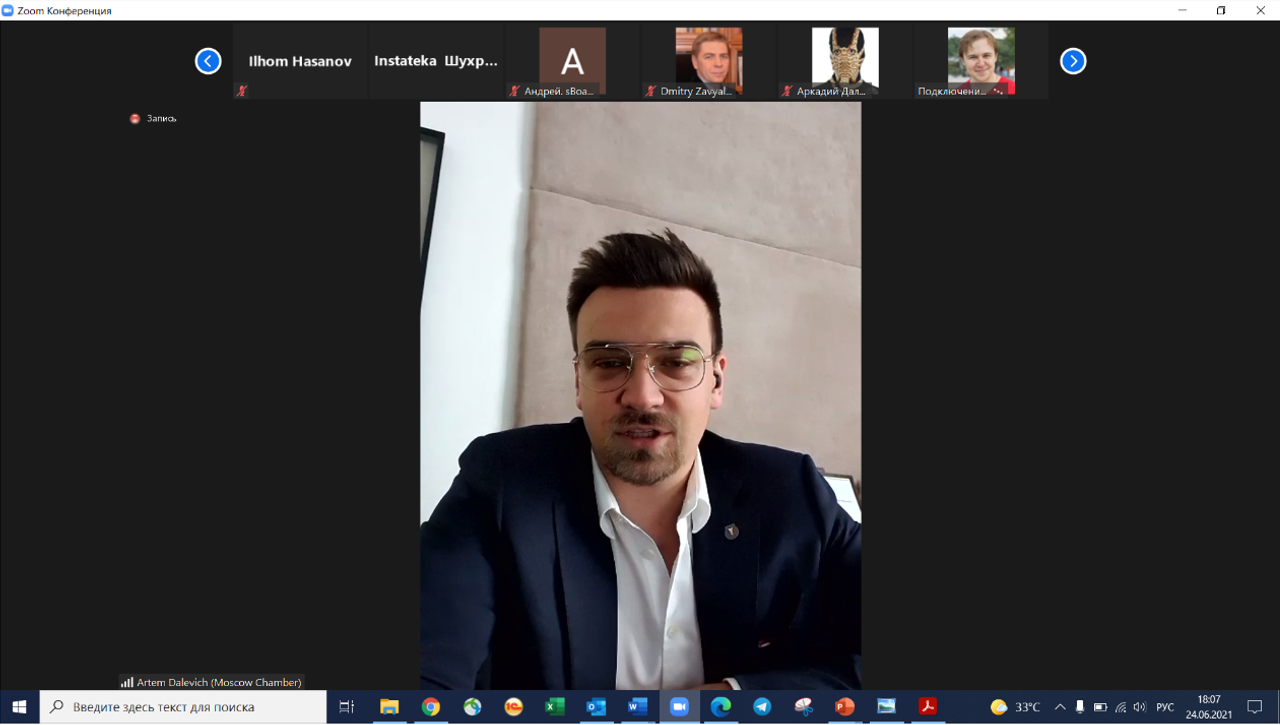 Zoom Конференция
Ilhom Hasanov
Instateka Шухр...
A
Андрей. sBoa...
Dmitry Zavyal...
Аркадий Дал...
Подключени...
Запись
Artem Dalevich (Moscow Chamber)
Введите здесь текст для поиска
33°C
РУС
18:07
24.06.2021